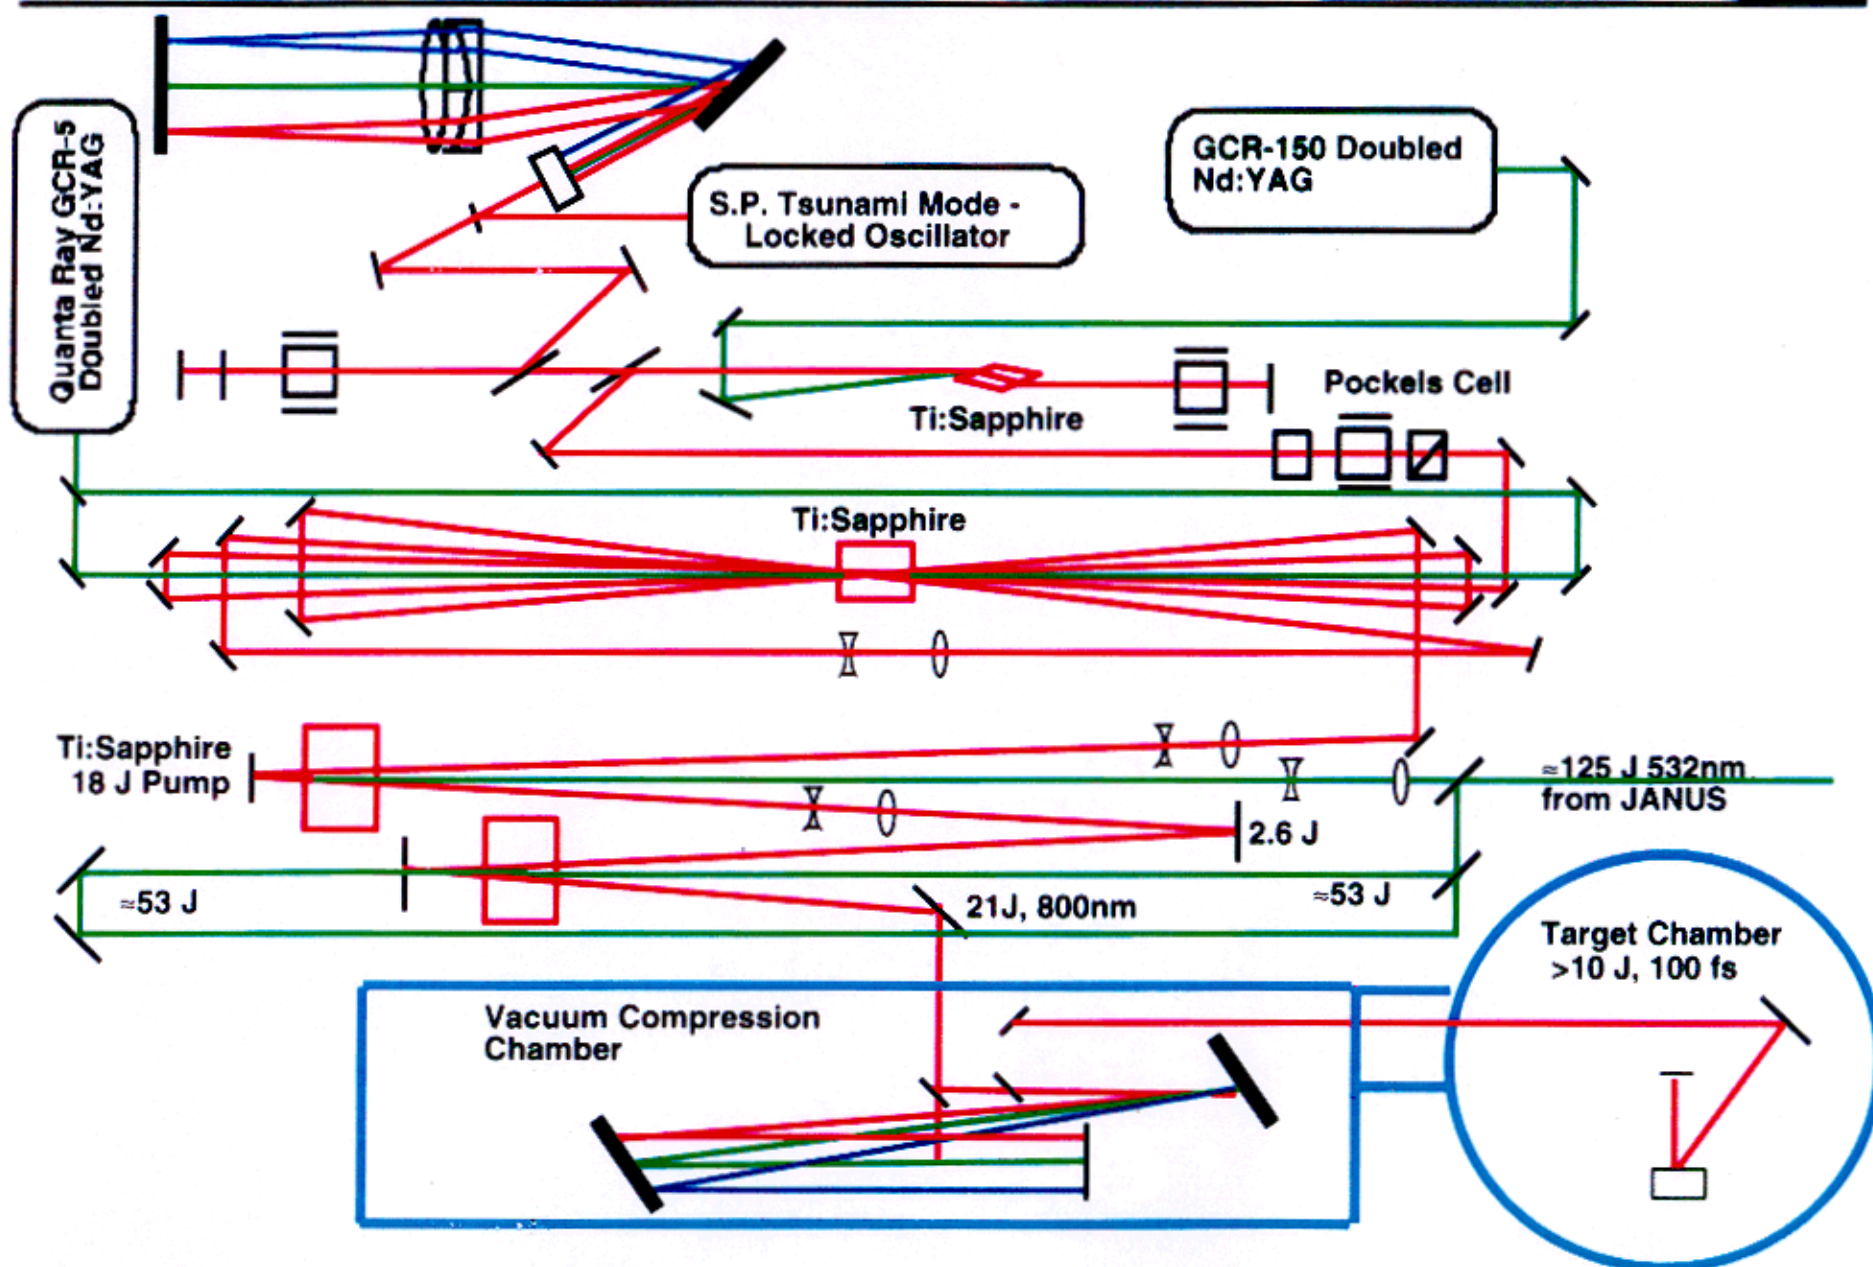 Quanta Ray GCR-5
Doubled Nd:YAG
GCR-150 Doubled
Nd:YAG
S.P. Tsunami Mode -
Locked Oscillator
Pockels Cell
Ti:Sapphire
Ti:Sapphire
Ti:Sapphire
18 J Pump
≈125 J 532nm
from JANUS
2.6 J
≈53 J
21J, 800nm
≈53 J
Target Chamber
>10 J, 100 fs
Vacuum Compression
Chamber